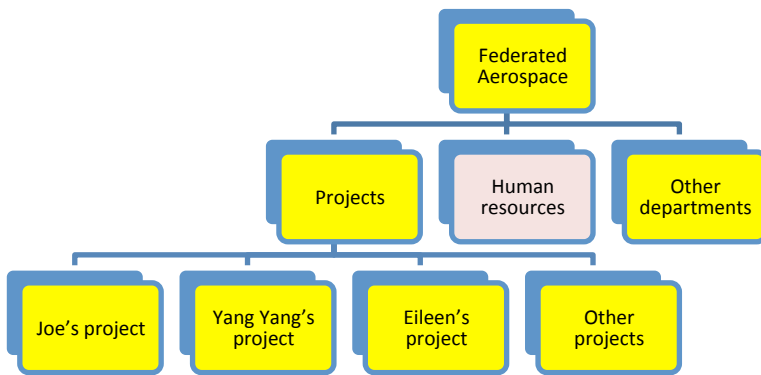 Federated
Aerospace
Projects
Human
resources
Other
departments
Joe's project
Yang Yang's
project
Eileen's
project
Other
projects